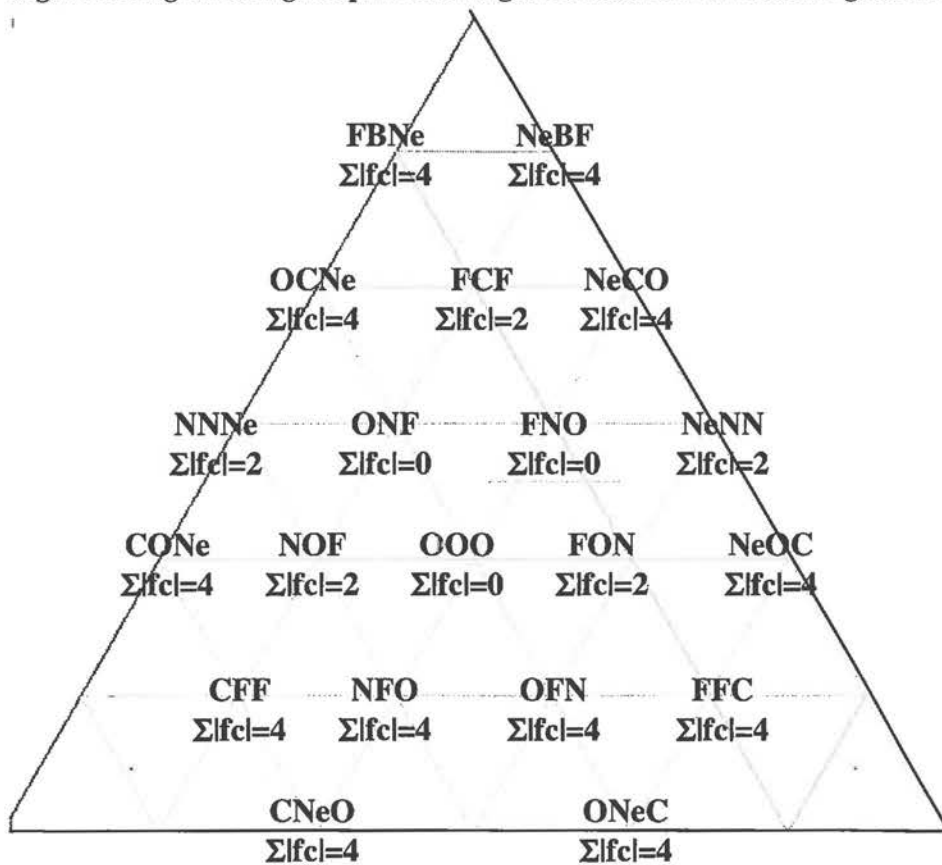 FBNe NeBF
Σ|fc|=4 Σ|fc|=4
OCNe FCF NeCO
Σ|fc|=4 Σ|fc|=2 Σ|fc|=4
NNNe ONF FNO NeNN
Σ|fc|=2 Σ|fc|=0 Σ|fc|=0 Σ|fc|=2
CONe NOF OOO FON NeOC
Σ|fc|=4 Σ|fc|=2 Σ|fc|=0 Σ|fc|=2 Σ|fc|=4
CFF NFO OFN FFC
Σ|fc|=4 Σ|fc|=4 Σ|fc|=4 Σ|fc|=4
CNeO ONeC
Σ|fc|=4 Σ|fc|=4